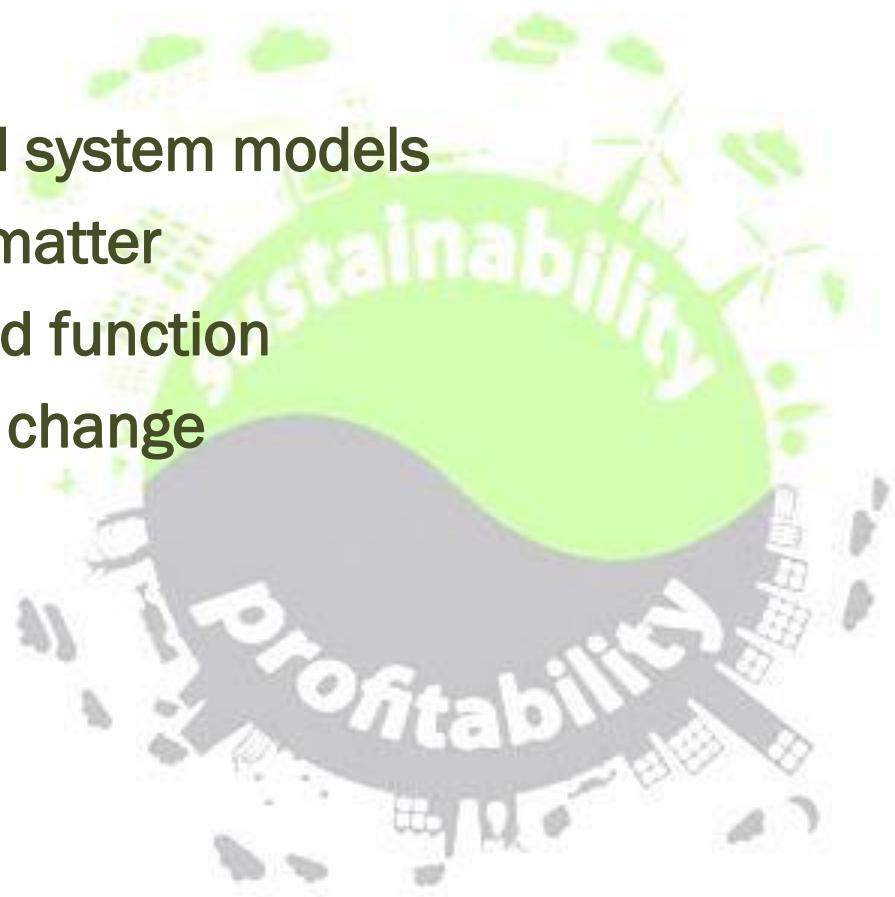 system models
matter
d function
change
sustainability
profitability